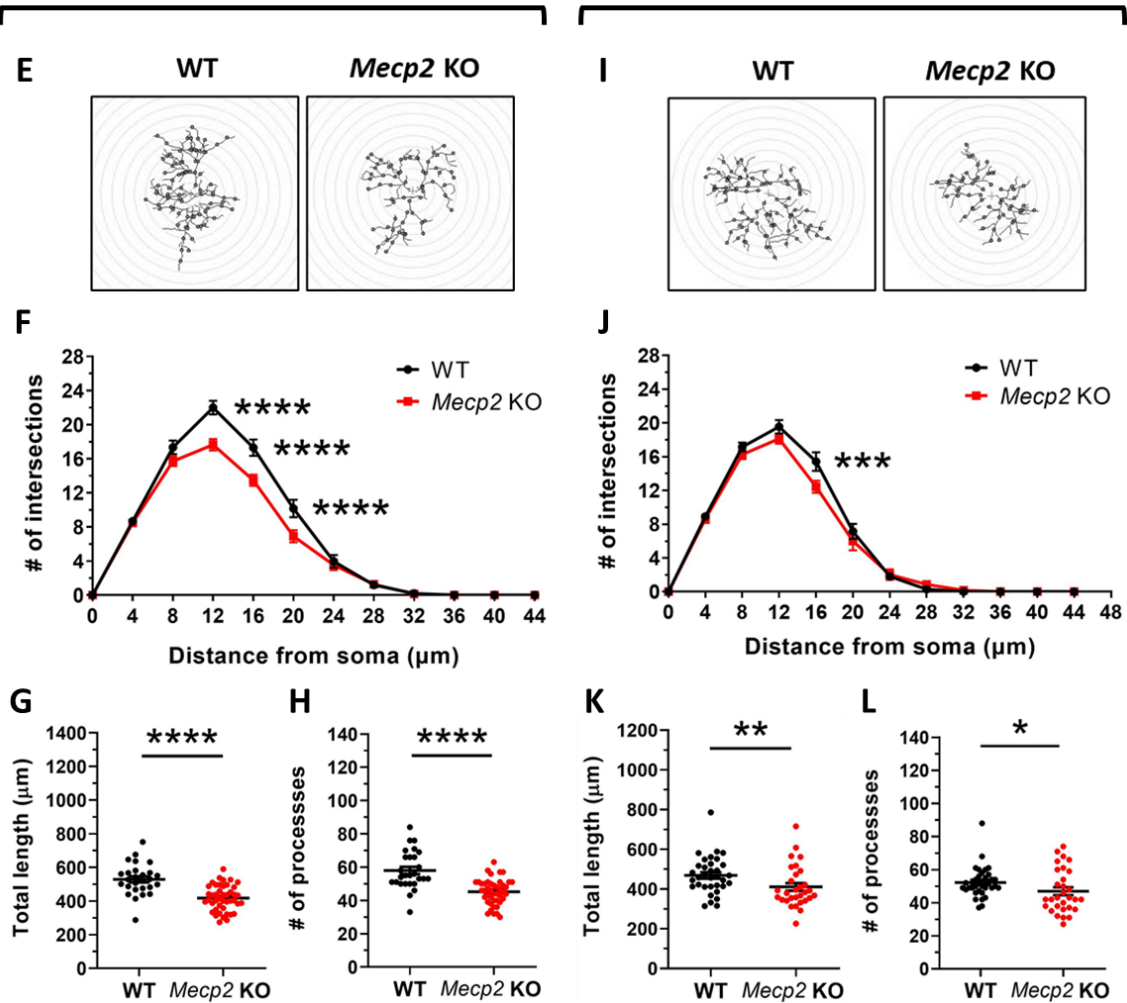 E
WT
Mecp2 KO
I
WT
Mecp2 KO
F
# of intersections
28
24
20
16
12
8
4
0
0 4 8 12 16 20 24 28 32 36 40 44
Distance from soma (µm)
WT
Mecp2 KO
****
****
****
J
# of intersections
28
24
20
16
12
8
4
0
0 4 8 12 16 20 24 28 32 36 40 44 48
Distance from soma (µm)
WT
Mecp2 KO
***
G
Total length (µm)
1400
1200
1000
800
600
400
200
0
****
WT Mecp2 KO
H
# of processses
140
120
100
80
60
40
20
0
****
WT Mecp2 KO
K
Total length (µm)
1200
1000
800
600
400
200
0
**
WT Mecp2 KO
L
# of processses
140
120
100
80
60
40
20
0
*
WT Mecp2 KO